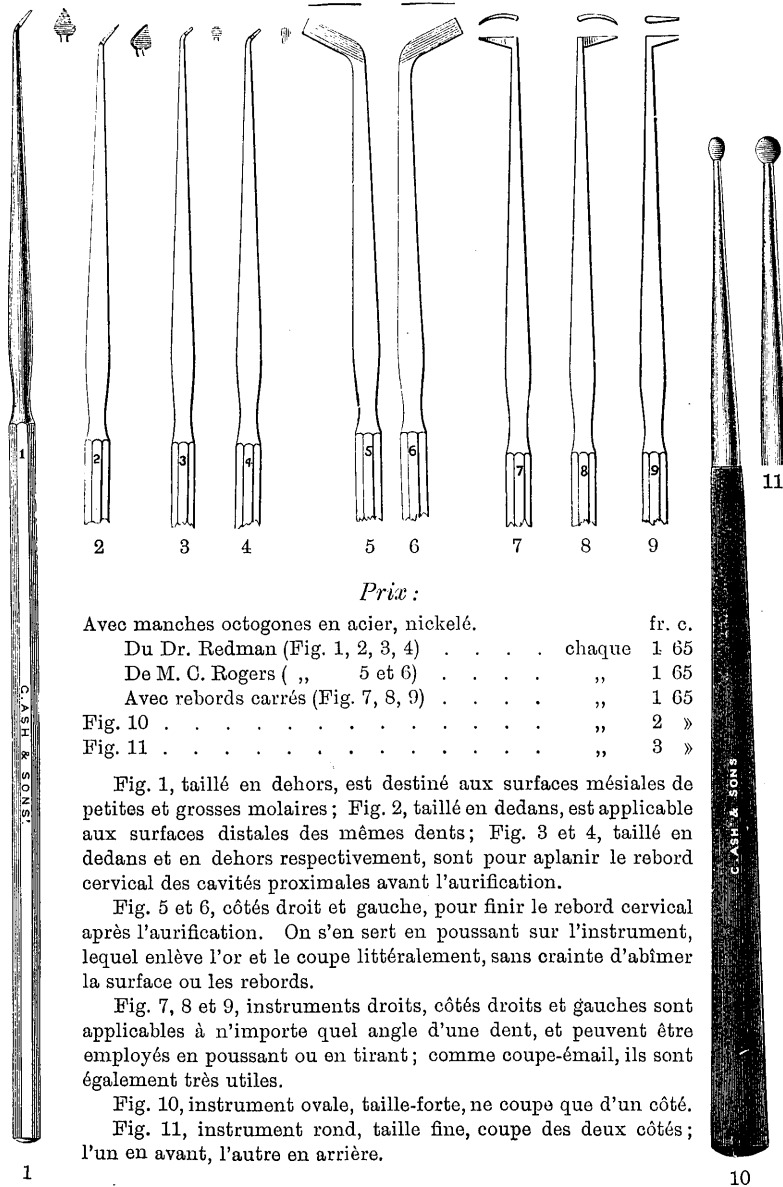 1
2
3
4
5
6
7
8
9
11
2 3 4 5 6 7 8 9
Prix :
Avec manches octogones en acier, nickelé. fr. c.
Du Dr. Redman (Fig. 1, 2, 3, 4) . . . . chaque 1 65
De M. C. Rogers ( „ 5 et 6) . . . . „ 1 65
Avec rebords carrés (Fig. 7, 8, 9) . . . . „ 1 65
Fig. 10 . . . . . . . . . . . . . „ 2 »
Fig. 11 . . . . . . . . . . . . . „ 3 »
C. ASH & SONS.
C. ASH & SONS
Fig. 1, taillé en dehors, est destiné aux surfaces mésiales de
petites et grosses molaires ; Fig. 2, taillé en dedans, est applicable
aux surfaces distales des mêmes dents ; Fig. 3 et 4, taillé en
dedans et en dehors respectivement, sont pour aplanir le rebord
cervical des cavités proximales avant l'aurification.
Fig. 5 et 6, côtés droit et gauche, pour finir le rebord cervical
après l'aurification. On s'en sert en poussant sur l'instrument,
lequel enlève l'or et le coupe littéralement, sans crainte d'abîmer
la surface ou les rebords.
Fig. 7, 8 et 9, instruments droits, côtés droits et gauches sont
applicables à n'importe quel angle d'une dent, et peuvent être
employés en poussant ou en tirant ; comme coupe-émail, ils sont
également très utiles.
Fig. 10, instrument ovale, taille-forte, ne coupe que d'un côté.
Fig. 11, instrument rond, taille fine, coupe des deux côtés ;
l'un en avant, l'autre en arrière.
1
10